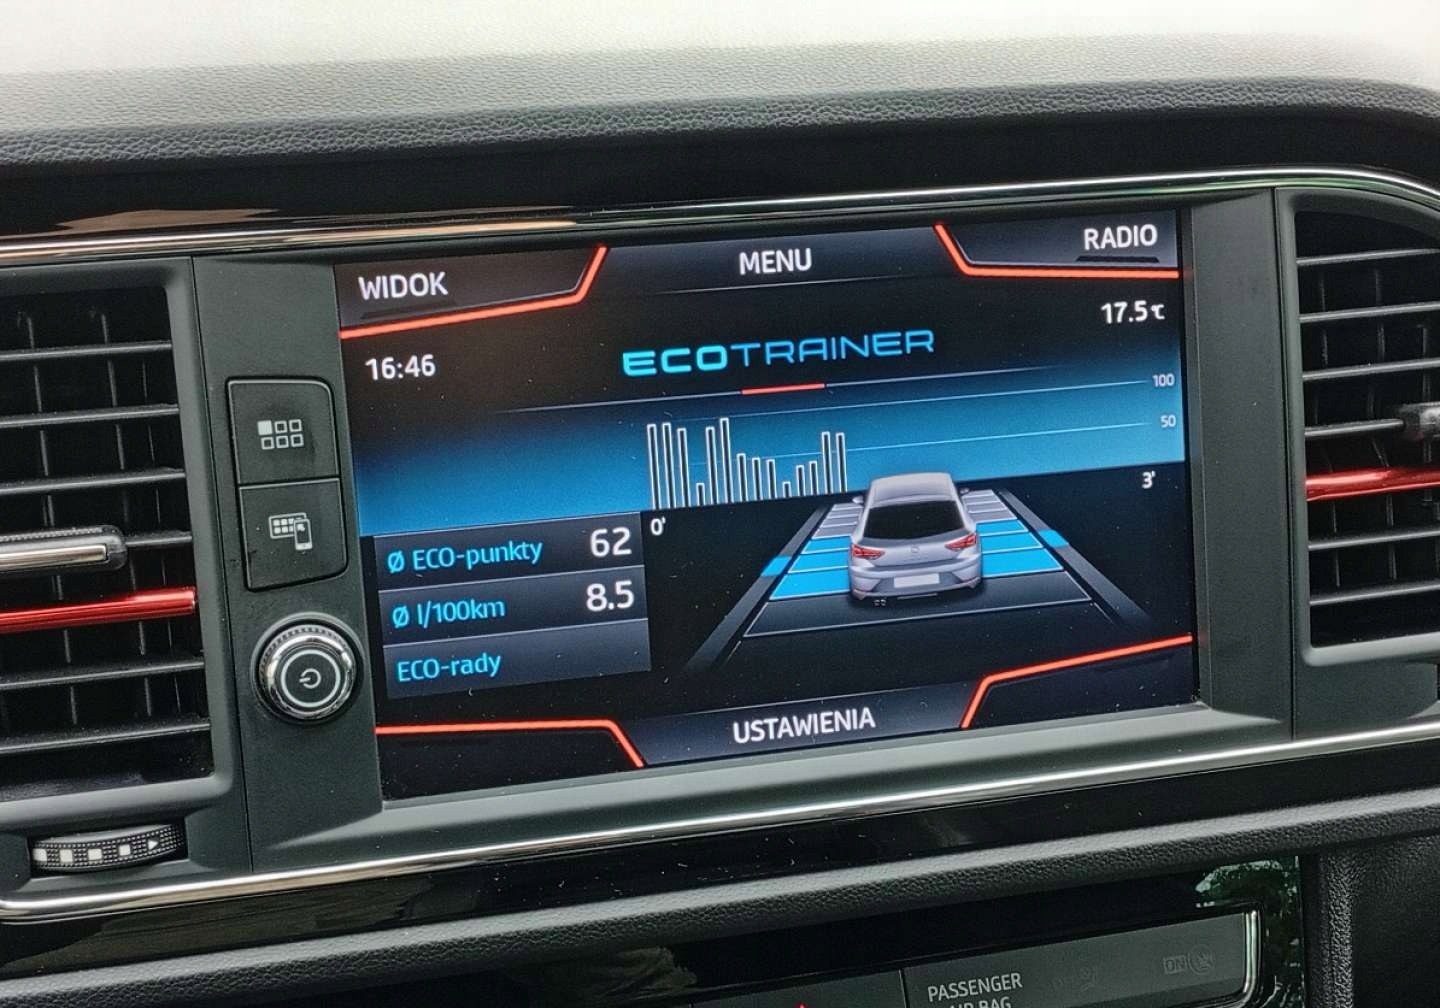 WIDOK
MENU
RADIO
16:46
ECOTRAINER
17.5°C
100
50
0'
3'
Ø ECO-punkty 62
Ø l/100km 8.5
ECO-rady
USTAWIENIA
PASSENGER
AIR BAG
ON